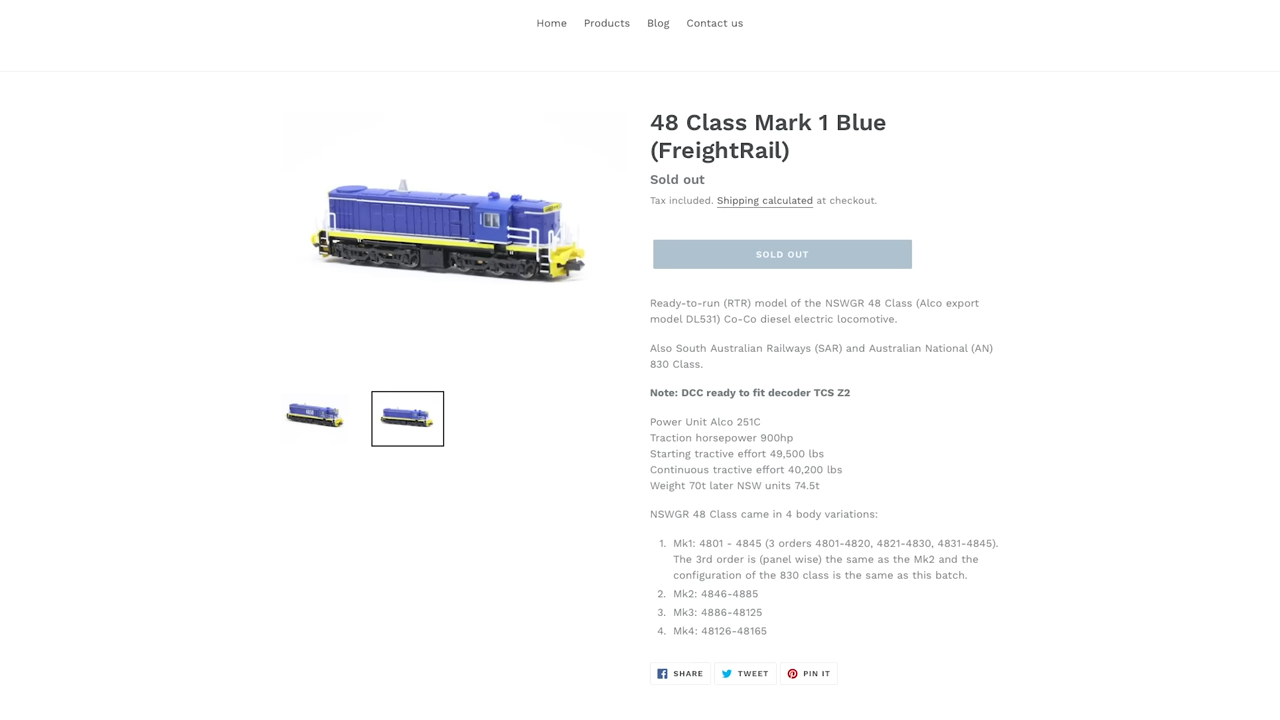 Home Products Blog Contact us
48 Class Mark 1 Blue
(FreightRail)
Sold out
Tax included. Shipping calculated at checkout.
SOLD OUT
Ready-to-run (RTR) model of the NSWGR 48 Class (Alco export
model DL531) Co-Co diesel electric locomotive.
Also South Australian Railways (SAR) and Australian National (AN)
830 Class.
Note: DCC ready to fit decoder TCS Z2
Power Unit Alco 251C
Traction horsepower 900hp
Starting tractive effort 49,500 lbs
Continuous tractive effort 40,200 lbs
Weight 70t later NSW units 74.5t
NSWGR 48 Class came in 4 body variations:
1. Mk1: 4801 - 4845 (3 orders 4801-4820, 4821-4830, 4831-4845).
The 3rd order is (panel wise) the same as the Mk2 and the
configuration of the 830 class is the same as this batch.
2. Mk2: 4846-4885
3. Mk3: 4886-48125
4. Mk4: 48126-48165
SHARE TWEET PIN IT